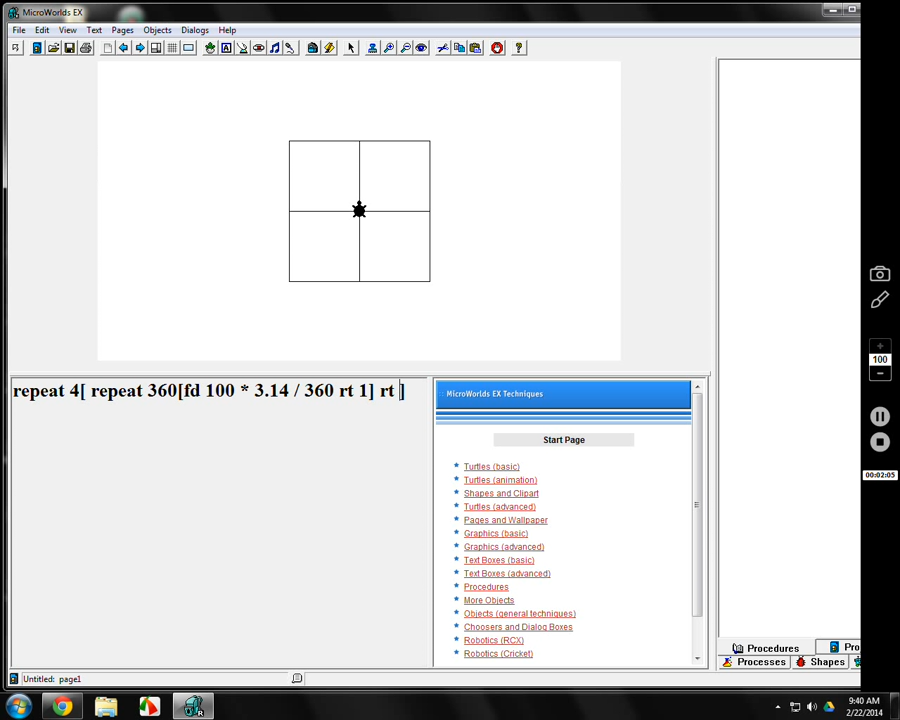 MicroWorlds EX
File Edit View Text Pages Objects Dialogs Help
repeat 4[ repeat 360[fd 100 * 3.14 / 360 rt 1] rt ]
MicroWorlds EX Techniques
Start Page
Turtles (basic)
Turtles (animation)
Shapes and Clipart
Turtles (advanced)
Pages and Wallpaper
Graphics (basic)
Graphics (advanced)
Text Boxes (basic)
Text Boxes (advanced)
Procedures
More Objects
Objects (general techniques)
Choosers and Dialog Boxes
Robotics (RCX)
Robotics (Cricket)
Procedures Pro
Processes Shapes
Untitled: page1
100
00:02:05
9:40 AM
2/22/2014